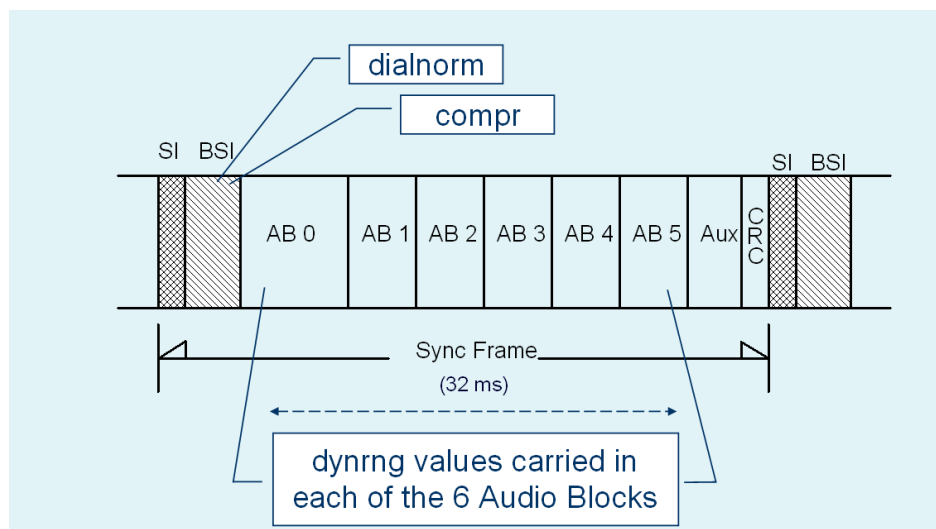 dialnorm
compr
SI BSI
SI BSI
AB 0 AB 1 AB 2 AB 3 AB 4 AB 5 Aux CRC
Sync Frame
(32 ms)
dynrng values carried in
each of the 6 Audio Blocks